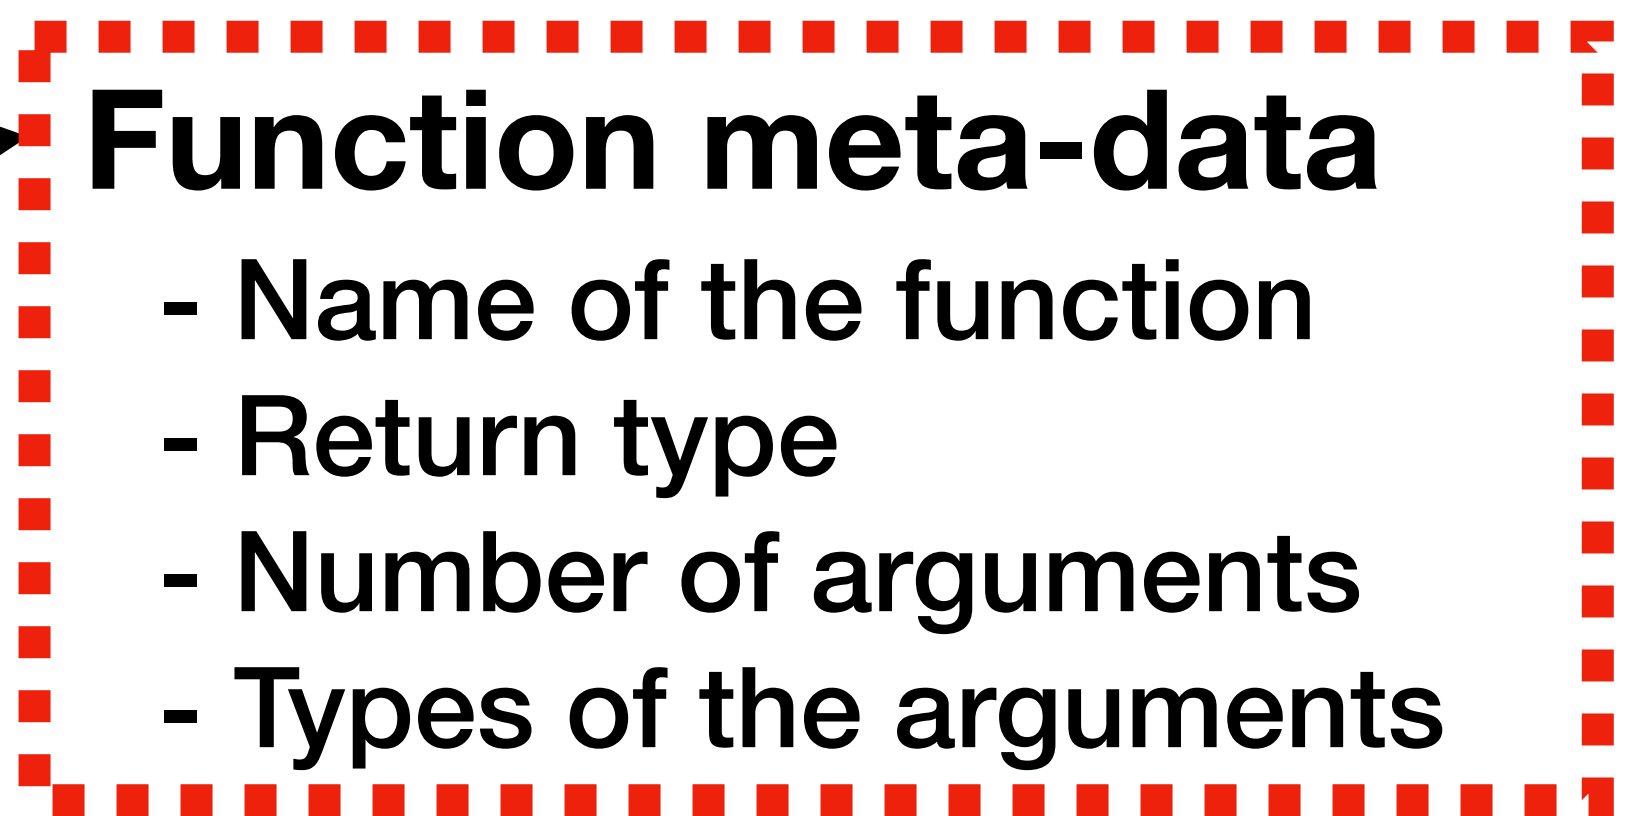 Function meta-data
- Name of the function
- Return type
- Number of arguments
- Types of the arguments